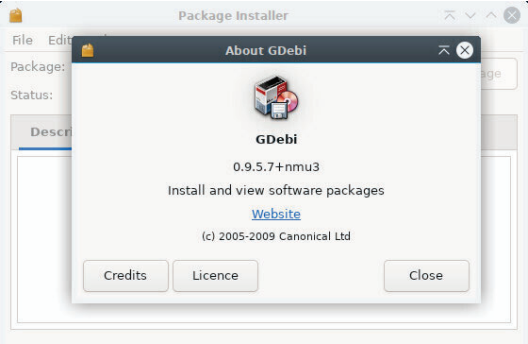 Package Installer
File Edit
About GDebi
Package:
age
Status:
Descri
GDebi
0.9.5.7+nmu3
Install and view software packages
Website
(c) 2005-2009 Canonical Ltd
Credits Licence Close